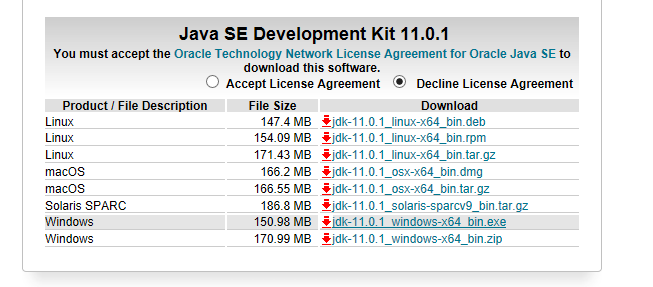 Java SE Development Kit 11.0.1
You must accept the Oracle Technology Network License Agreement for Oracle Java SE to
download this software.
Accept License Agreement Decline License Agreement
Product / File Description File Size Download
Linux 147.4 MB jdk-11.0.1_linux-x64_bin.deb
Linux 154.09 MB jdk-11.0.1_linux-x64_bin.rpm
Linux 171.43 MB jdk-11.0.1_linux-x64_bin.tar.gz
macOS 166.2 MB jdk-11.0.1_osx-x64_bin.dmg
macOS 166.55 MB jdk-11.0.1_osx-x64_bin.tar.gz
Solaris SPARC 186.8 MB jdk-11.0.1_solaris-sparcv9_bin.tar.gz
Windows 150.98 MB jdk-11.0.1_windows-x64_bin.exe
Windows 170.99 MB jdk-11.0.1_windows-x64_bin.zip